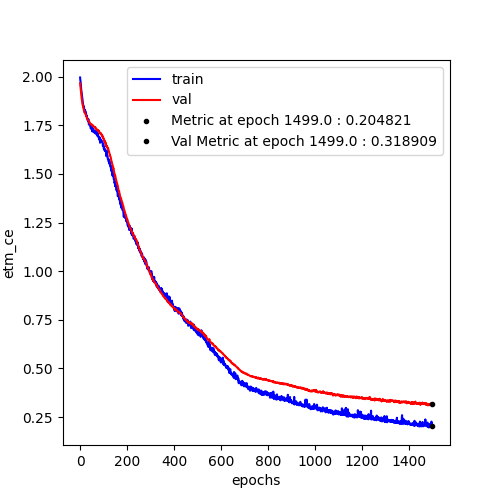 2.00
1.75
1.50
1.25
1.00
0.75
0.50
0.25
etm_ce
train
val
Metric at epoch 1499.0 : 0.204821
Val Metric at epoch 1499.0 : 0.318909
0 200 400 600 800 1000 1200 1400
epochs